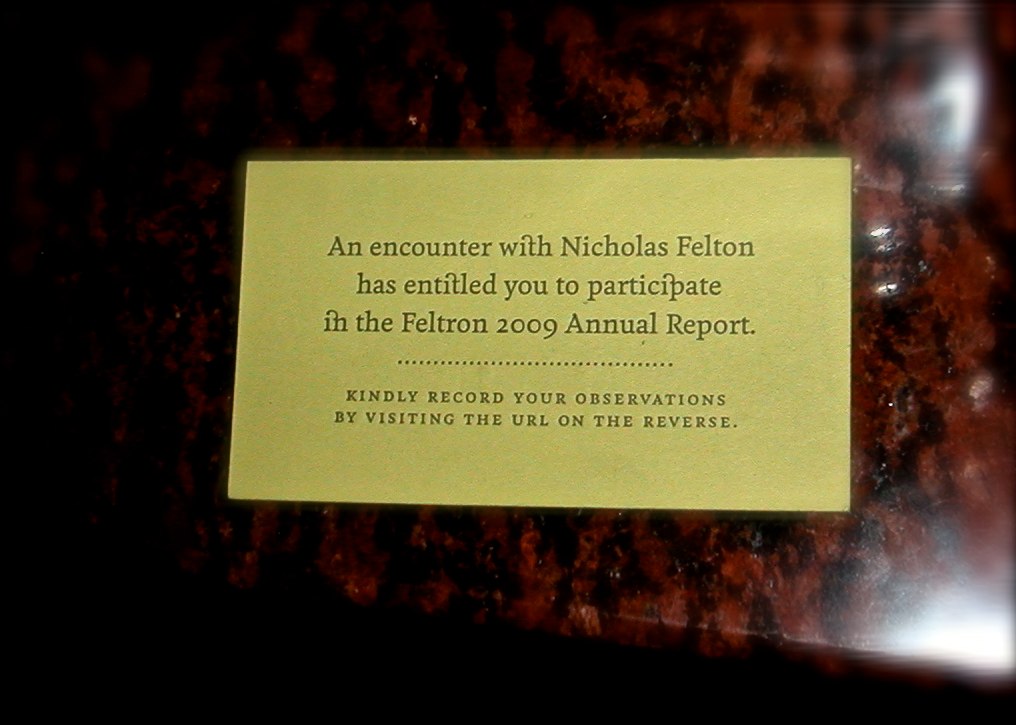 An encounter with Nicholas Felton
has entitled you to participate
in the Feltron 2009 Annual Report.
KINDLY RECORD YOUR OBSERVATIONS
BY VISITING THE URL ON THE REVERSE.